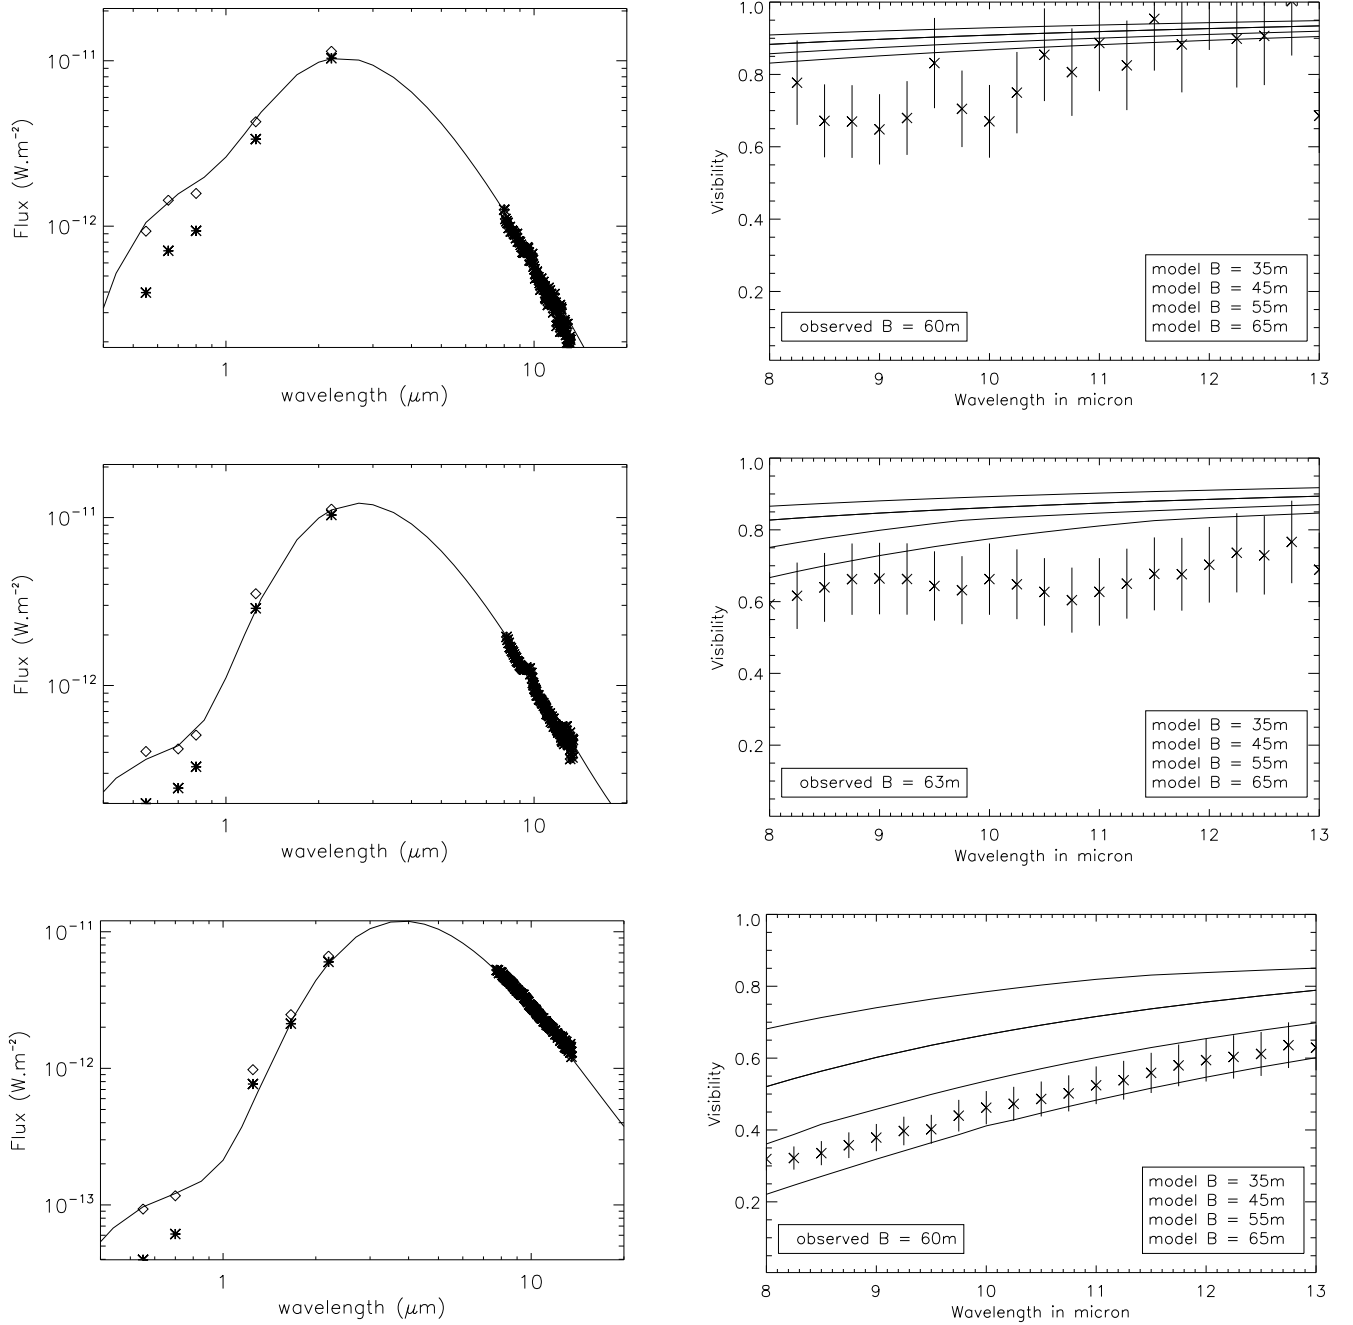 10⁻¹¹
10⁻¹²
Flux (W.m⁻²)
1
10
wavelength (μm)
1.0
0.8
0.6
0.4
0.2
Visibility
model B = 35m
model B = 45m
model B = 55m
model B = 65m
observed B = 60m
8
9
10
11
12
13
Wavelength in micron
10⁻¹¹
10⁻¹²
Flux (W.m⁻²)
1
10
wavelength (μm)
1.0
0.8
0.6
0.4
0.2
Visibility
model B = 35m
model B = 45m
model B = 55m
model B = 65m
observed B = 63m
8
9
10
11
12
13
Wavelength in micron
10⁻¹¹
10⁻¹²
10⁻¹³
Flux (W.m⁻²)
1
10
wavelength (μm)
1.0
0.8
0.6
0.4
0.2
Visibility
model B = 35m
model B = 45m
model B = 55m
model B = 65m
observed B = 60m
8
9
10
11
12
13
Wavelength in micron